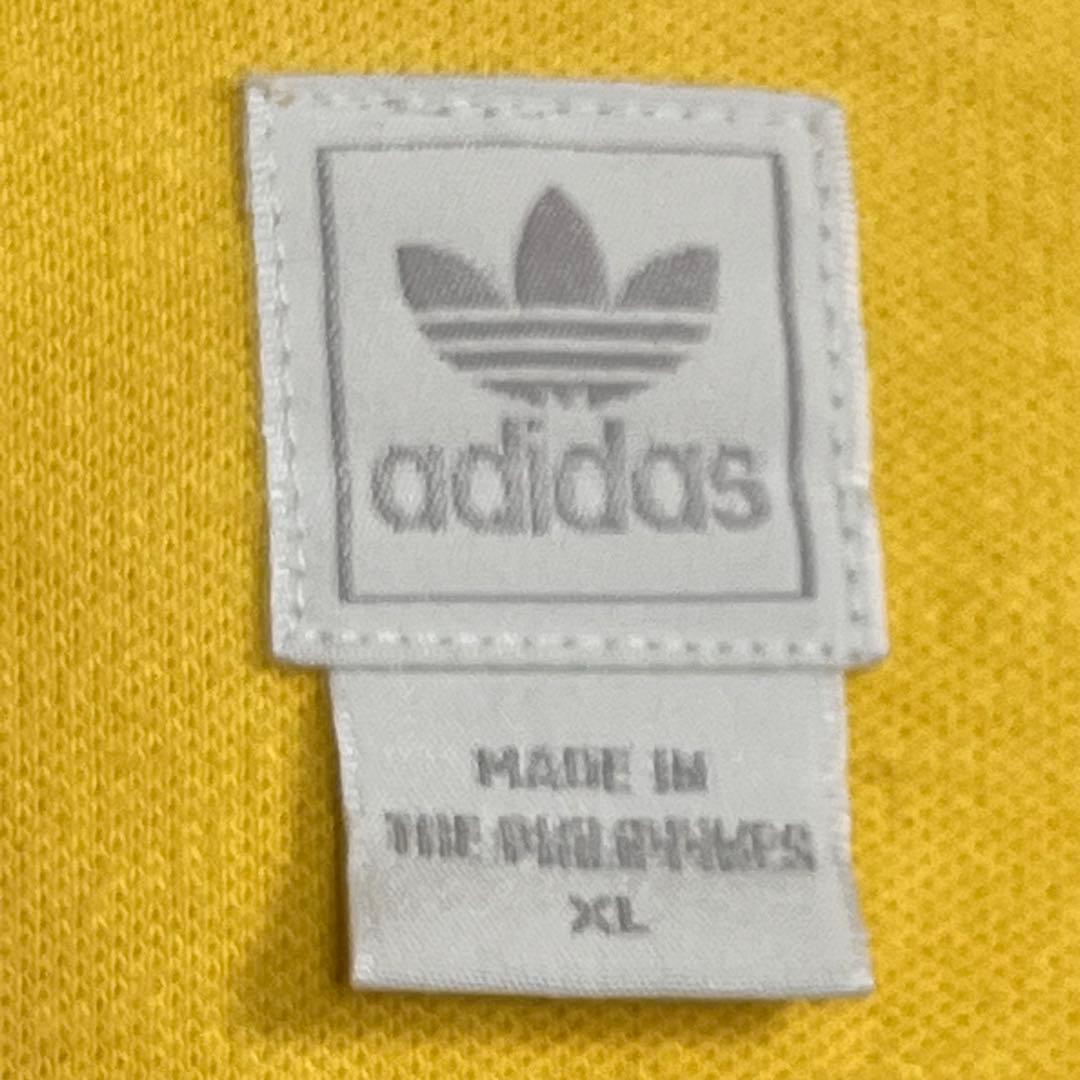 adidas
MADE IN
THE PHILIPPINES
XL